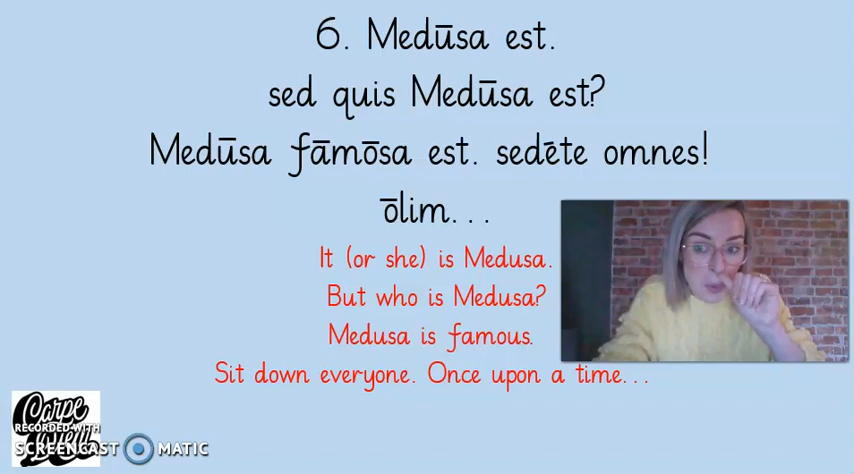 6. Medūsa est.
sed quis Medūsa est?
Medūsa fāmōsa est. sedēte omnes!
ōlim...
It (or she) is Medusa.
But who is Medusa?
Medusa is famous.
Sit down everyone. Once upon a time...
Carpe
RECORDED WITH
SCREENCAST MATIC